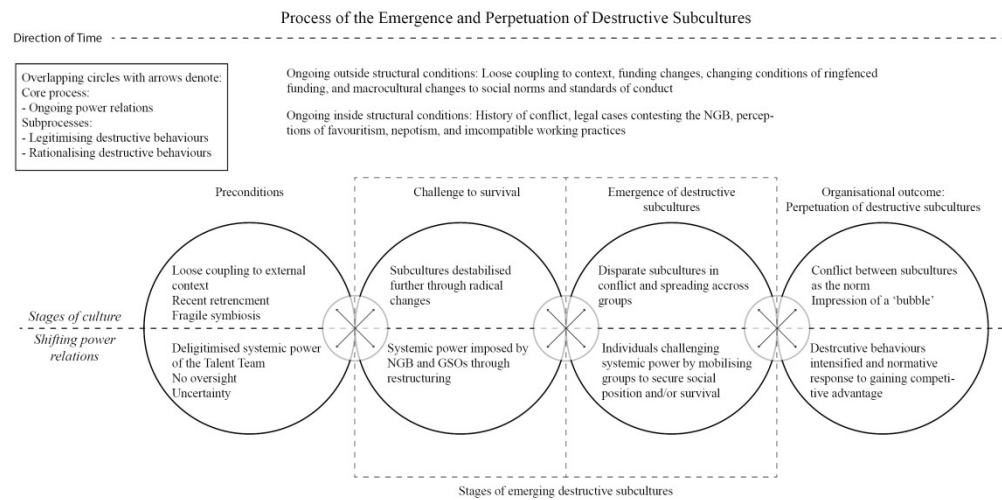 Process of the Emergence and Perpetuation of Destructive Subcultures
Direction of Time
Overlapping circles with arrows denote:
Core process:
- Ongoing power relations
Subprocesses:
- Legitimising destructive behaviours
- Rationalising destructive behaviours
Ongoing outside structural conditions: Loose coupling to context, funding changes, changing conditions of ringfenced
funding, and macrocultural changes to social norms and standards of conduct
Ongoing inside structural conditions: History of conflict, legal cases contesting the NGB, percep-
tions of favouritism, nepotism, and imcompatible working practices
Preconditions
Challenge to survival
Emergence of destructive
subcultures
Organisational outcome:
Perpetuation of destructive subcultures
Stages of culture
Shifting power
relations
Loose coupling to external
context
Recent retrencment
Fragile symbiosis
Deligitimised systemic power
of the Talent Team
No oversight
Uncertainty
Subcultures destabilised
further through radical
changes
Systemic power imposed by
NGB and GSOs through
restructuring
Disparate subcultures in
conflict and spreading accross
groups
Individuals challenging
systemic power by mobilising
groups to secure social
position and/or survival
Conflict between subcultures
as the norm
Impression of a ‘bubble’
Destrcutive behaviours
intensified and normative
response to gaining competi-
tive advantage
Stages of emerging destructive subcultures